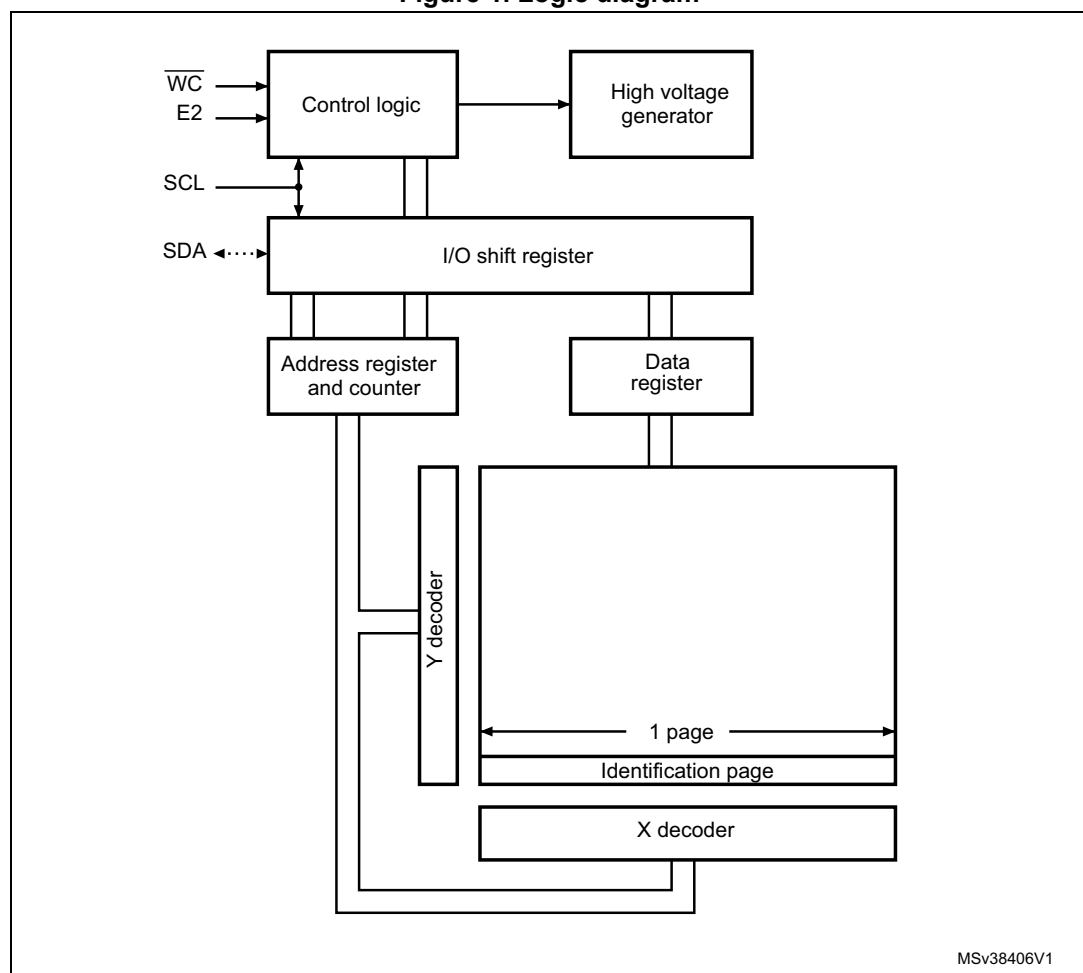 Figure 1. Logic diagram
WC
E2
SCL
SDA
Control logic
High voltage
generator
I/O shift register
Address register
and counter
Data
register
Y decoder
1 page
Identification page
X decoder
MSv38406V1